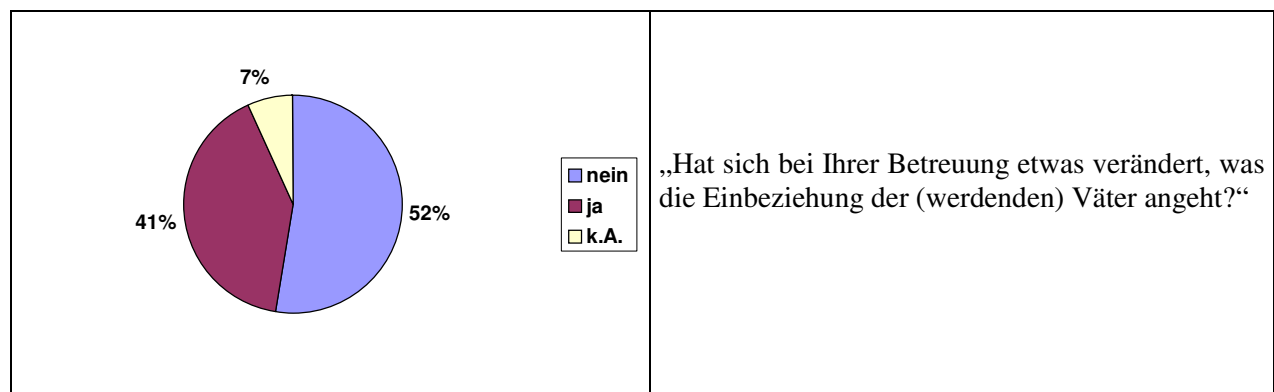 7%
41%
52%
nein
ja
k.A.
„Hat sich bei Ihrer Betreuung etwas verändert, was
die Einbeziehung der (werdenden) Väter angeht?“